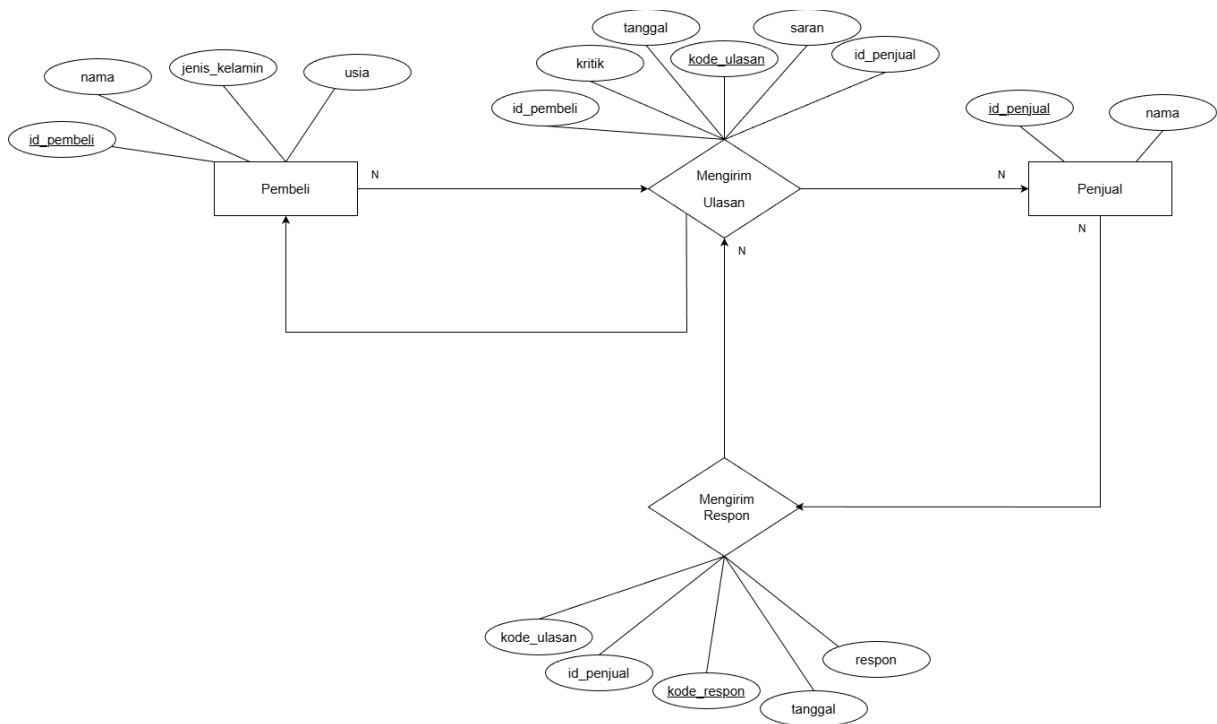 tanggal
saran
jenis_kelamin
kode_ulasan
id_penjual
nama
usia
kritik
id_pembeli
id_penjual
nama
id_pembeli
Pembeli
N
Mengirim
Ulasan
N
Penjual
N
N
Mengirim
Respon
kode_ulasan
id_penjual
kode_respon
tanggal
respon